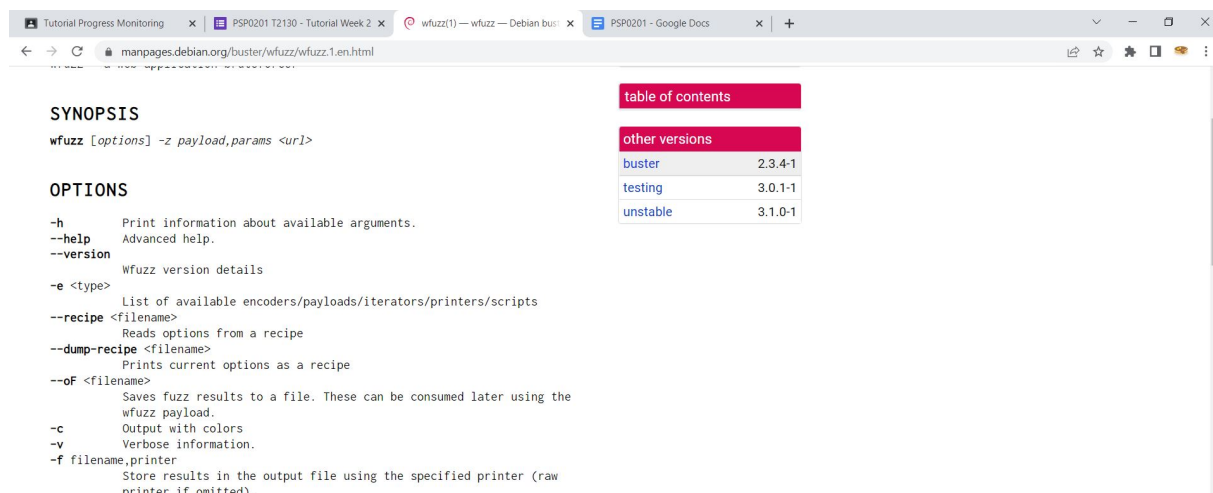 Tutorial Progress Monitoring
PSP0201 T2130 - Tutorial Week 2
wfuzz(1) — wfuzz — Debian bust
PSP0201 - Google Docs
manpages.debian.org/buster/wfuzz/wfuzz.1.en.html
SYNOPSIS
wfuzz [options] -z payload,params <url>
OPTIONS
-h Print information about available arguments.
--help Advanced help.
--version
Wfuzz version details
-e <type>
List of available encoders/payloads/iterators/printers/scripts
--recipe <filename>
Reads options from a recipe
--dump-recipe <filename>
Prints current options as a recipe
--oF <filename>
Saves fuzz results to a file. These can be consumed later using the
wfuzz payload.
-c Output with colors
-v Verbose information.
-f filename,printer
Store results in the output file using the specified printer (raw
printer if omitted)
table of contents
other versions
buster 2.3.4-1
testing 3.0.1-1
unstable 3.1.0-1